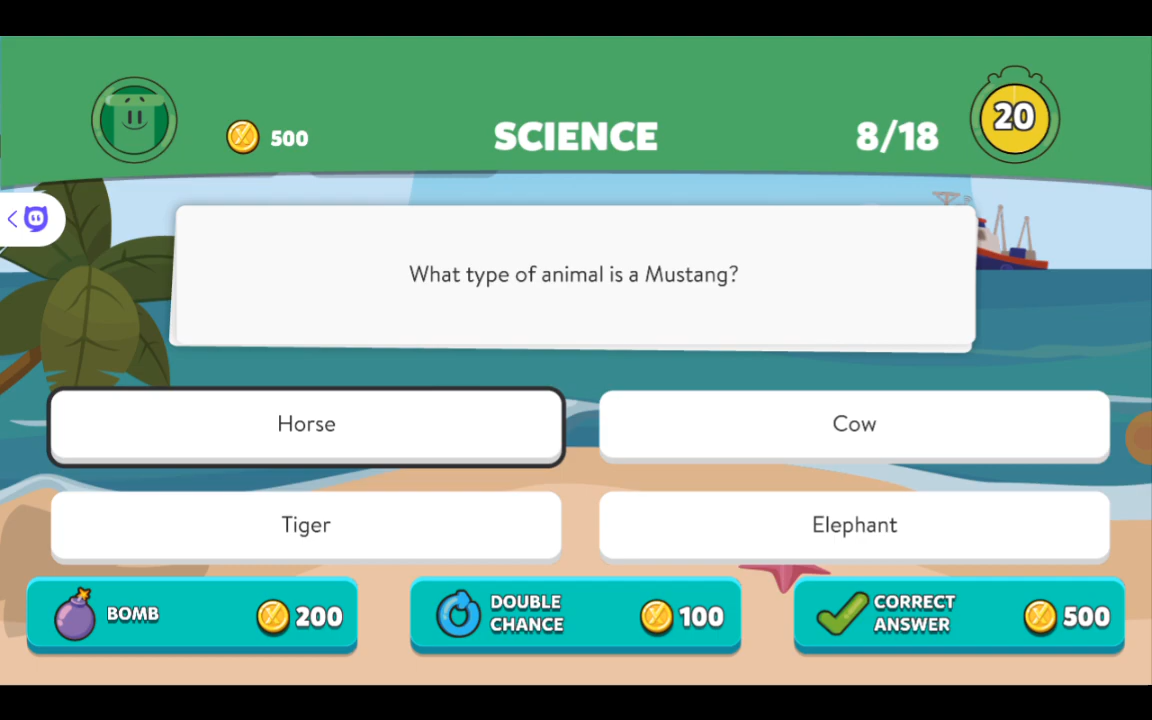 500
SCIENCE
8/18
20
What type of animal is a Mustang?
Horse
Cow
Tiger
Elephant
BOMB
200
DOUBLE
CHANCE
100
CORRECT
ANSWER
500